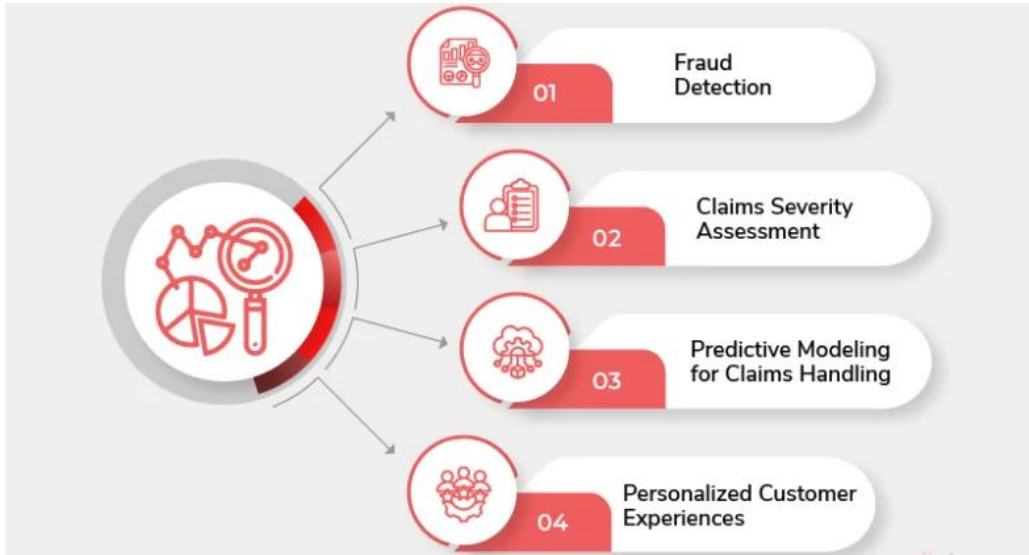 01
Fraud
Detection
02
Claims Severity
Assessment
03
Predictive Modeling
for Claims Handling
04
Personalized Customer
Experiences